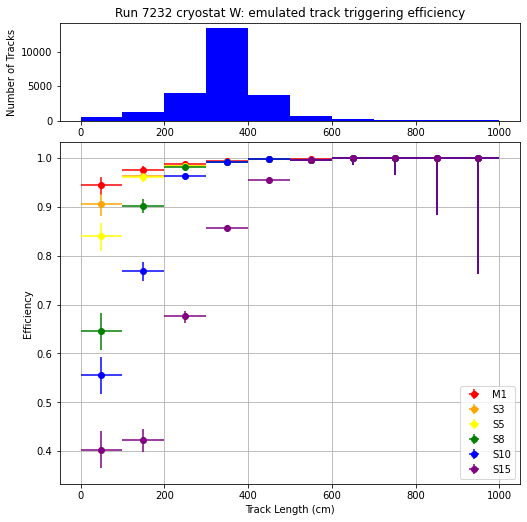 Run 7232 cryostat W: emulated track triggering efficiency
Number of Tracks
10000
5000
0
0 200 400 600 800 1000
Efficiency
1.0
0.9
0.8
0.7
0.6
0.5
0.4
M1
S3
S5
S8
S10
S15
0 200 400 600 800 1000
Track Length (cm)